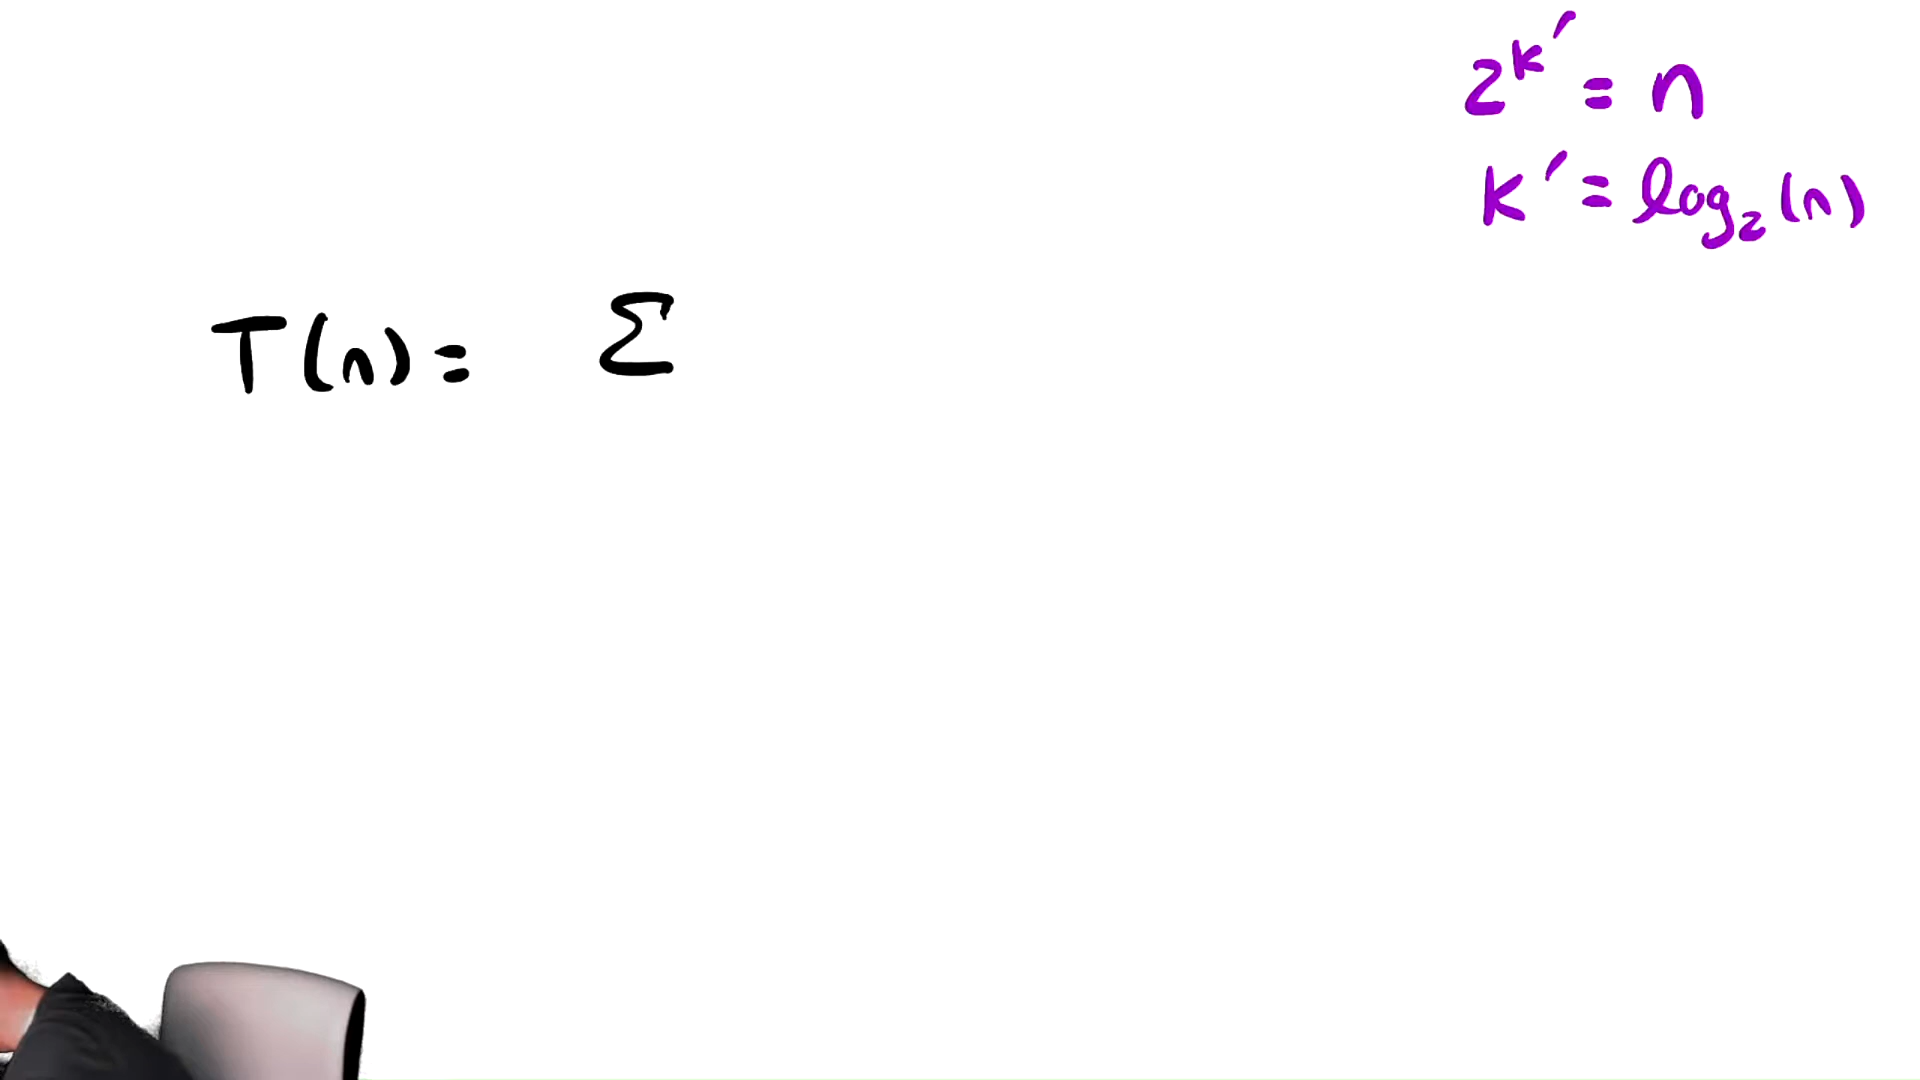 2^k′ = n
k′ = log₂(n)
T(n) = Σ